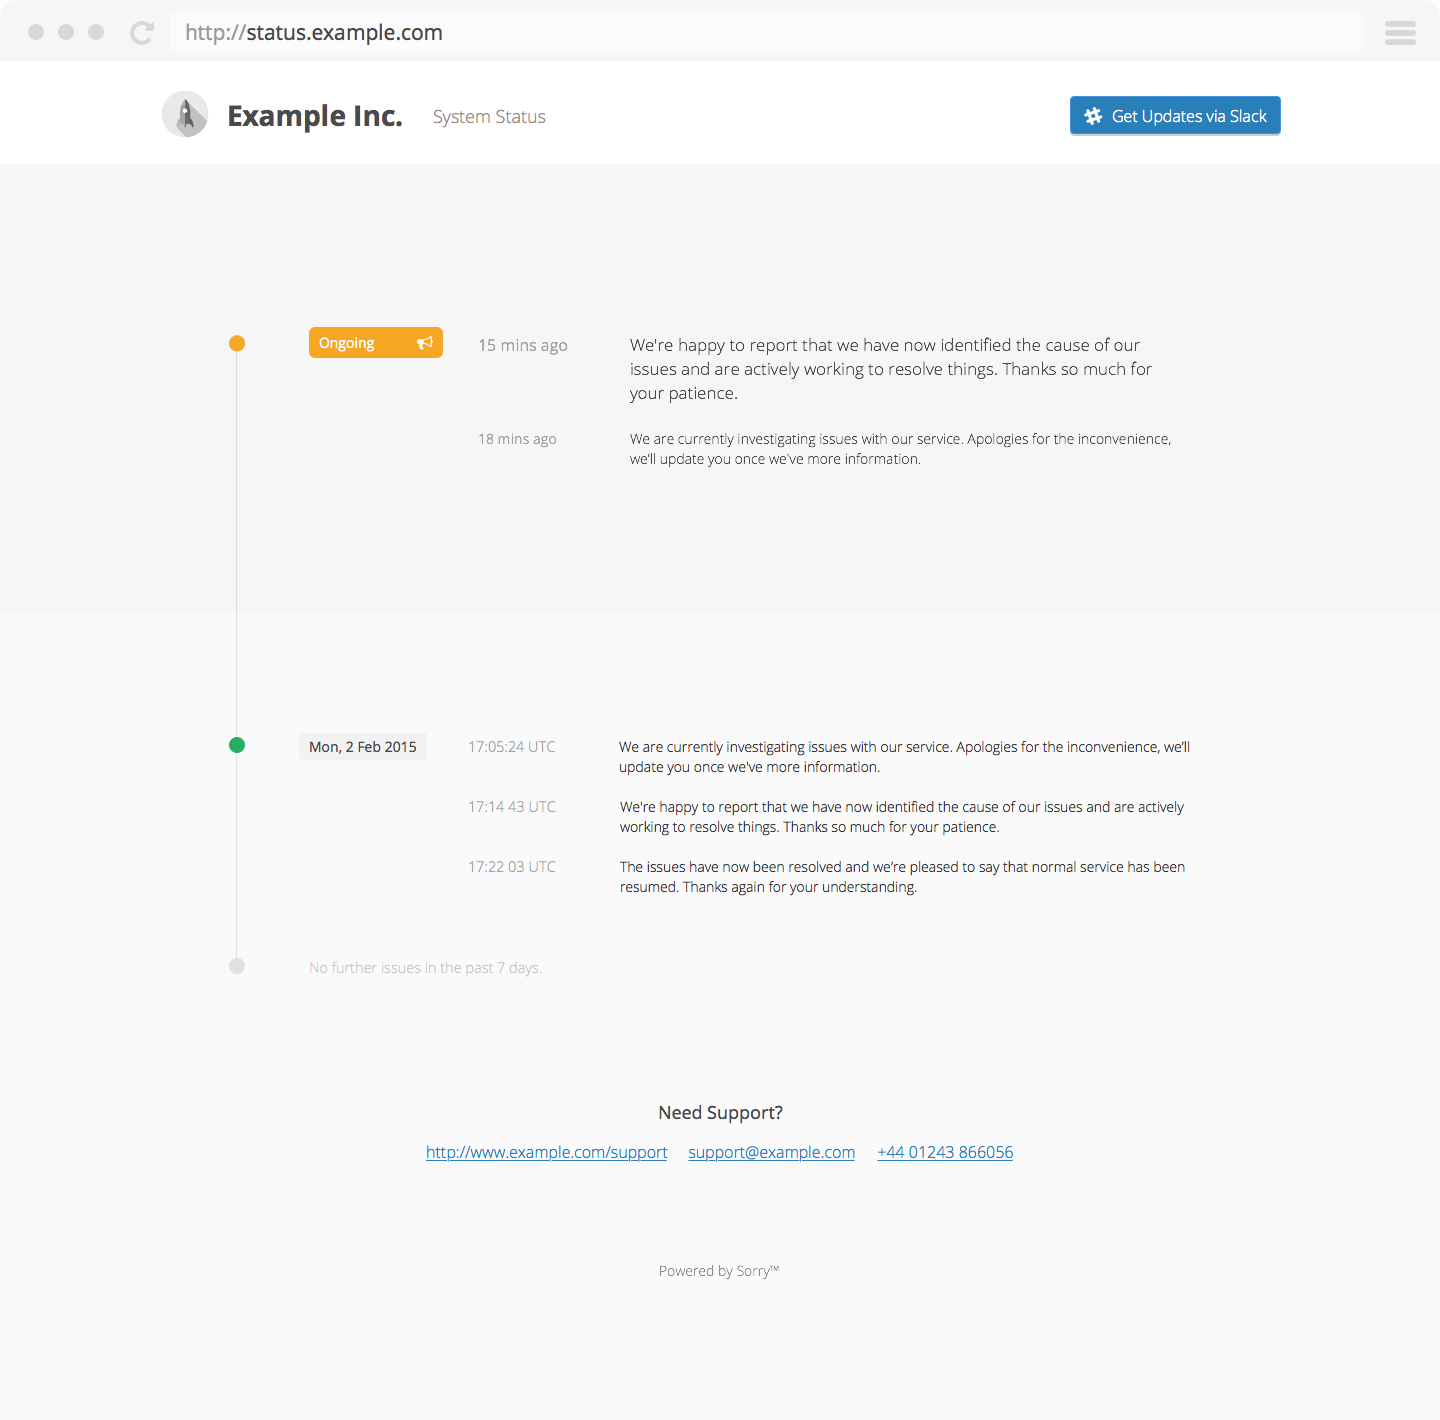 http://status.example.com
Example Inc. System Status Get Updates via Slack
Ongoing 15 mins ago We're happy to report that we have now identified the cause of our
issues and are actively working to resolve things. Thanks so much for
your patience.
18 mins ago We are currently investigating issues with our service. Apologies for the inconvenience,
we'll update you once we've more information.
Mon, 2 Feb 2015 17:05:24 UTC We are currently investigating issues with our service. Apologies for the inconvenience, we'll
update you once we've more information.
17:14 43 UTC We're happy to report that we have now identified the cause of our issues and are actively
working to resolve things. Thanks so much for your patience.
17:22 03 UTC The issues have now been resolved and we're pleased to say that normal service has been
resumed. Thanks again for your understanding.
No further issues in the past 7 days.
Need Support?
http://www.example.com/support support@example.com +44 01243 866056
Powered by Sorry™